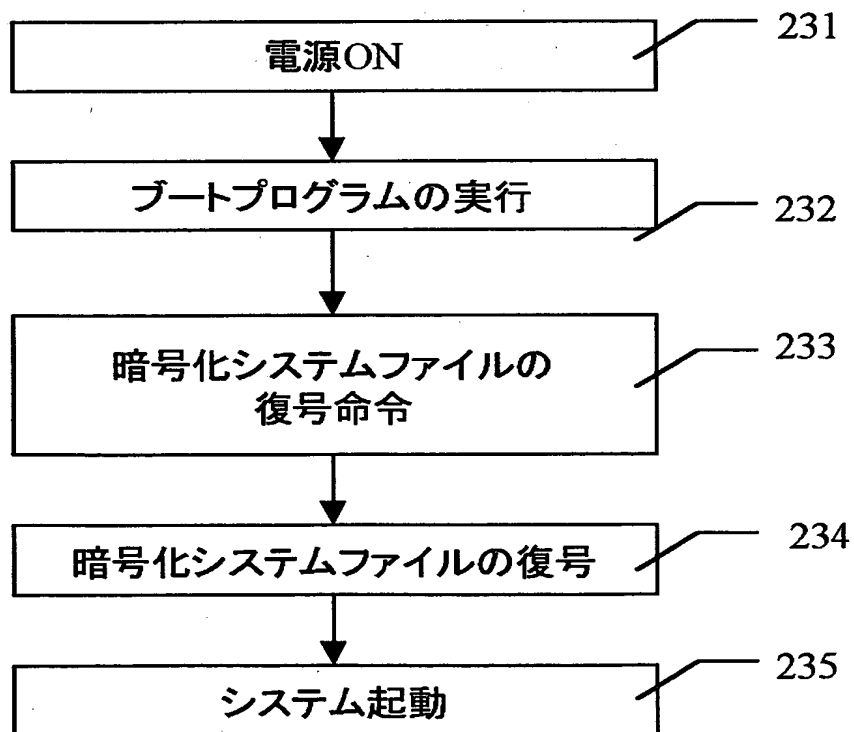 電源ON
231
ブートプログラムの実行
232
暗号化システムファイルの
復号命令
233
暗号化システムファイルの復号
234
システム起動
235